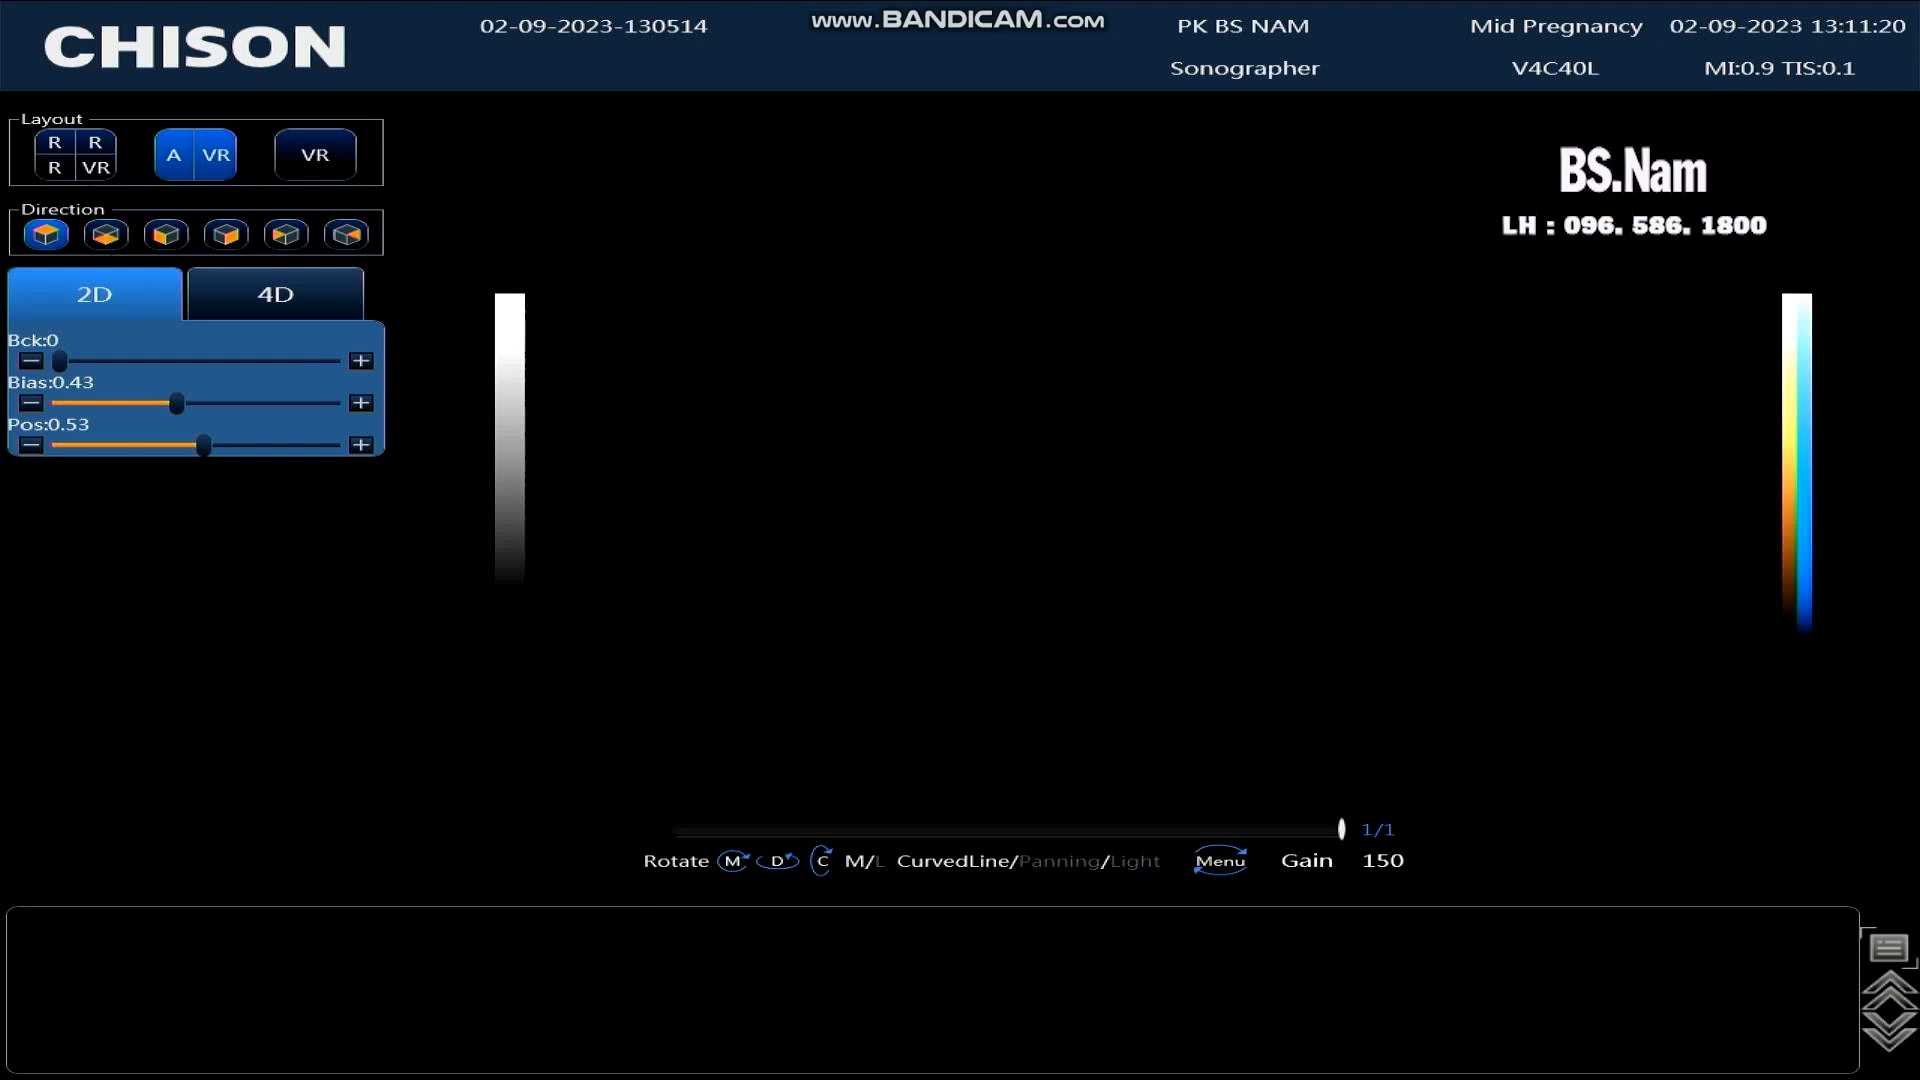 CHISON
02-09-2023-130514
www.BANDICAM.com
PK BS NAM
Mid Pregnancy
02-09-2023 13:11:20
Sonographer
V4C40L
MI:0.9 TIS:0.1
Layout
R R
R VR
A VR
VR
Direction
BS.Nam
LH : 096. 586. 1800
2D
4D
Bck:0
Bias:0.43
Pos:0.53
1/1
Rotate M D C M/L CurvedLine/Panning/Light Menu Gain 150